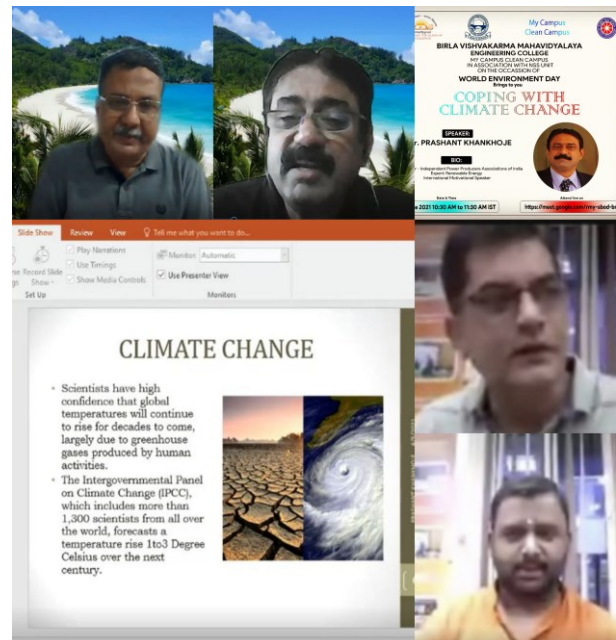 My Campus
Clean Campus
BIRLA VISHVAKARMA MAHAVIDYALAYA
ENGINEERING COLLEGE
MY CAMPUS CLEAN CAMPUS
IN ASSOCIATION WITH NSS UNIT
ON THE OCCASSION OF
WORLD ENVIRONMENT DAY
Brings to you
COPING WITH
CLIMATE CHANGE
SPEAKER:
r. PRASHANT KHANKHOJE
BIO:
Independent Power Producers Associations of India
Expert Renewable Energy
International Motivational Speaker
Date & Time
2021 10:30 AM to 11:30 AM IST
Slide Show Review View Tell me what you want to do...
Record Slide
Show
Set Up
Play Narrations
Use Timings
Show Media Controls
Monitor: Automatic
Use Presenter View
Monitors
CLIMATE CHANGE
Scientists have high
confidence that global
temperatures will continue
to rise for decades to come,
largely due to greenhouse
gases produced by human
activities.
The Intergovernmental Panel
on Climate Change (IPCC),
which includes more than
1,300 scientists from all over
the world, forecasts a
temperature rise 1to3 Degree
Celsius over the next
century.